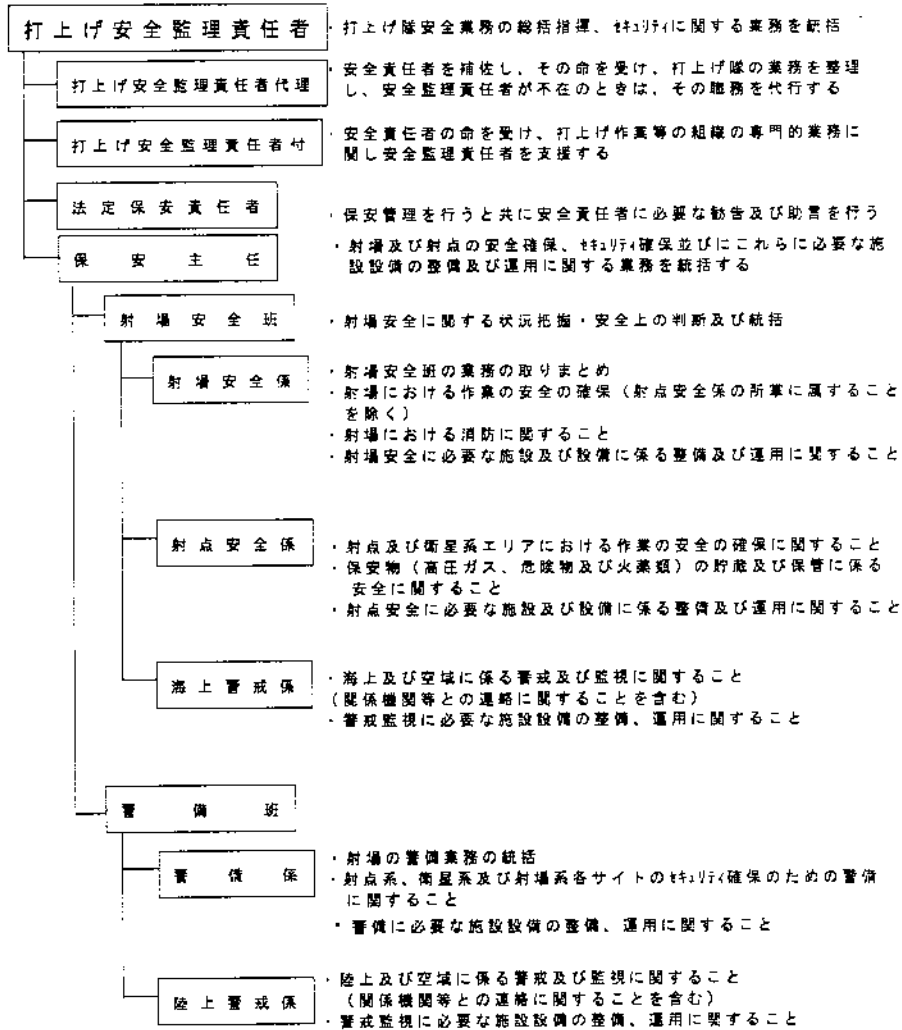 打上げ安全監理責任者
・打上げ隊安全業務の総括指揮、ｾｷｭﾘﾃｨに関する業務を統括
打上げ安全監理責任者代理
・安全責任者を補佐し、その命を受け、打上げ隊の業務を整理
し、安全監理責任者が不在のときは、その職務を代行する
打上げ安全監理責任者付
・安全責任者の命を受け、打上げ作業等の組織の専門的業務に
関し安全監理責任者を支援する
法定保安責任者
・保安管理を行うと共に安全責任者に必要な勧告及び助言を行う
保安主任
・射場及び射点の安全確保、ｾｷｭﾘﾃｨ確保並びにこれらに必要な施
設設備の整備及び運用に関する業務を統括する
射場安全班
・射場安全に関する状況把握・安全上の判断及び統括
射場安全係
・射場安全班の業務の取りまとめ
・射場における作業の安全の確保（射点安全係の所掌に属すること
を除く）
・射場における消防に関すること
・射場安全に必要な施設及び設備に係る整備及び運用に関すること
射点安全係
・射点及び衛星系エリアにおける作業の安全の確保に関すること
・保安物（高圧ガス、危険物及び火薬類）の貯蔵及び保管に係る
安全に関すること
・射点安全に必要な施設及び設備に係る整備及び運用に関すること
海上警戒係
・海上及び空域に係る警戒及び監視に関すること
（関係機関等との連絡に関することを含む）
・警戒監視に必要な施設設備の整備、運用に関すること
警備班
警備係
・射場の警備業務の統括
・射点系、衛星系及び射場系各サイトのｾｷｭﾘﾃｨ確保のための警備
に関すること
・警備に必要な施設設備の整備、運用に関すること
陸上警戒係
・陸上及び空域に係る警戒及び監視に関すること
（関係機関等との連絡に関することを含む）
・警戒監視に必要な施設設備の整備、運用に関すること